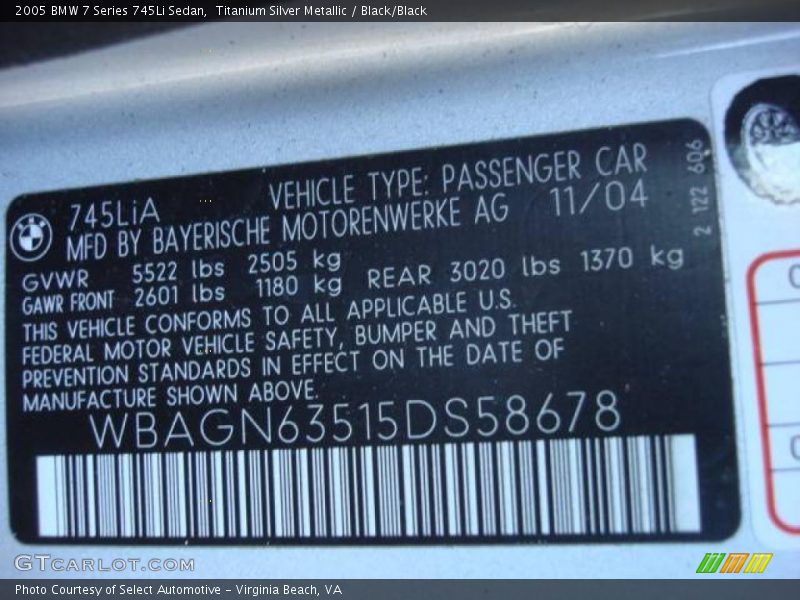 2005 BMW 7 Series 745Li Sedan,  Titanium Silver Metallic / Black/Black
745LiA VEHICLE TYPE: PASSENGER CAR
MFD BY BAYERISCHE MOTORENWERKE AG 11/04
GVWR 5522 lbs 2505 kg
GAWR FRONT 2601 lbs 1180 kg REAR 3020 lbs 1370 kg
THIS VEHICLE CONFORMS TO ALL APPLICABLE U.S.
FEDERAL MOTOR VEHICLE SAFETY, BUMPER AND THEFT
PREVENTION STANDARDS IN EFFECT ON THE DATE OF
MANUFACTURE SHOWN ABOVE.
WBAGN63515DS58678
2 122 606
GTCARLOT.COM
Photo Courtesy of Select Automotive - Virginia Beach, VA